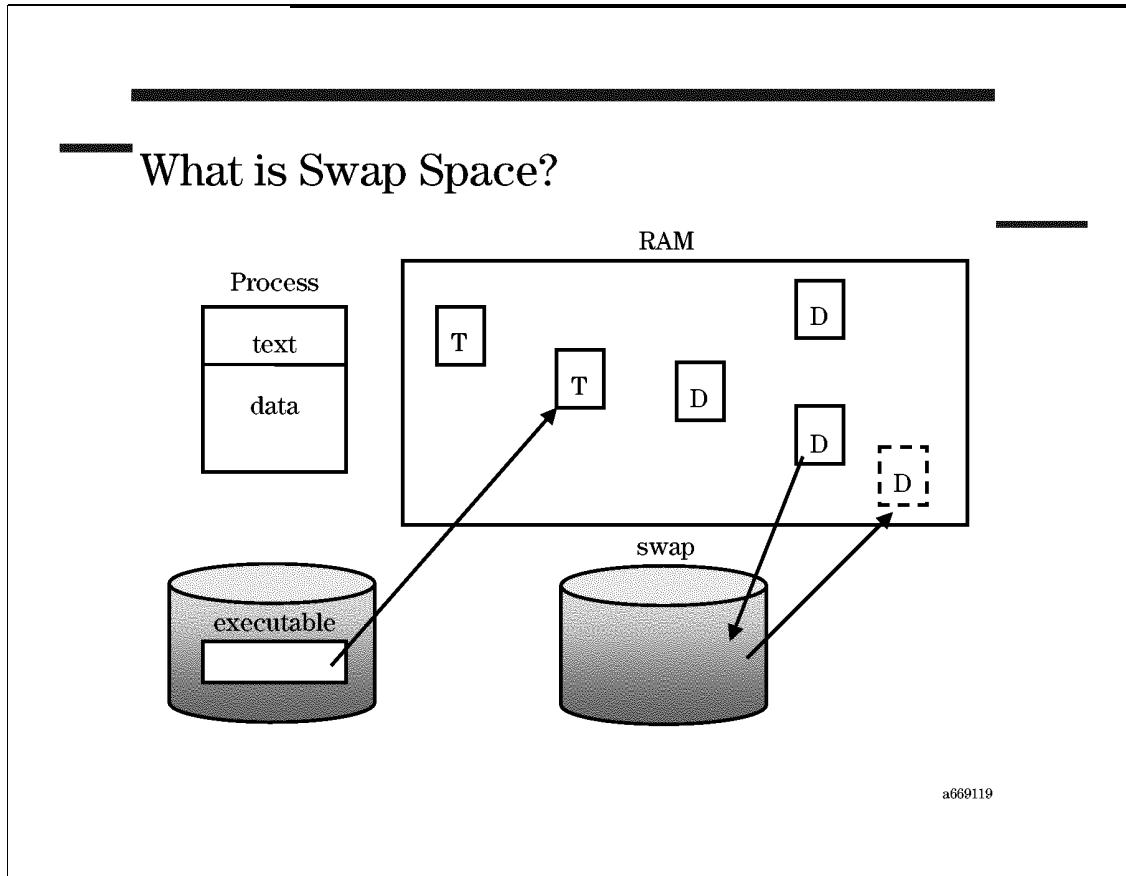 What is Swap Space?
RAM
Process
text
data
T
T
D
D
D
D
swap
executable
a669119